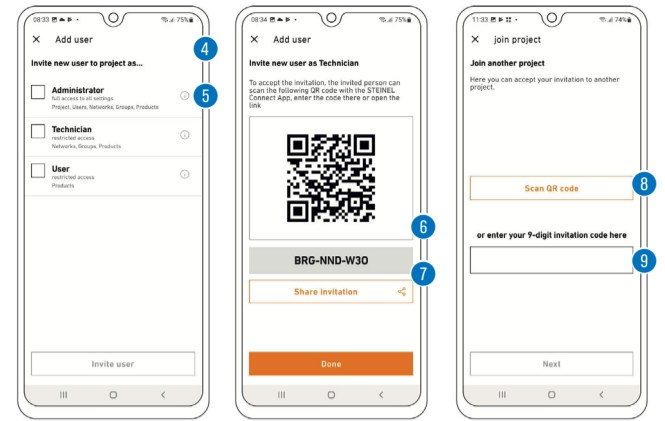 08:33
75%
× Add user
4
Invite new user to project as...
Administrator
full access to all settings
Project, Users, Networks, Groups, Products
5
Technician
restricted access
Networks, Groups, Products
User
restricted access
Products
Invite user
08:34
75%
× Add user
Invite new user as Technician
To accept the invitation, the invited person can
scan the following QR code with the STEINEL
Connect App, enter the code there or open the
link
6
BRG-NND-W3O
7
Share invitation
Done
11:33
74%
× join project
Join another project
Here you can accept your invitation to another
project.
Scan QR code
8
or enter your 9-digit invitation code here
9
Next